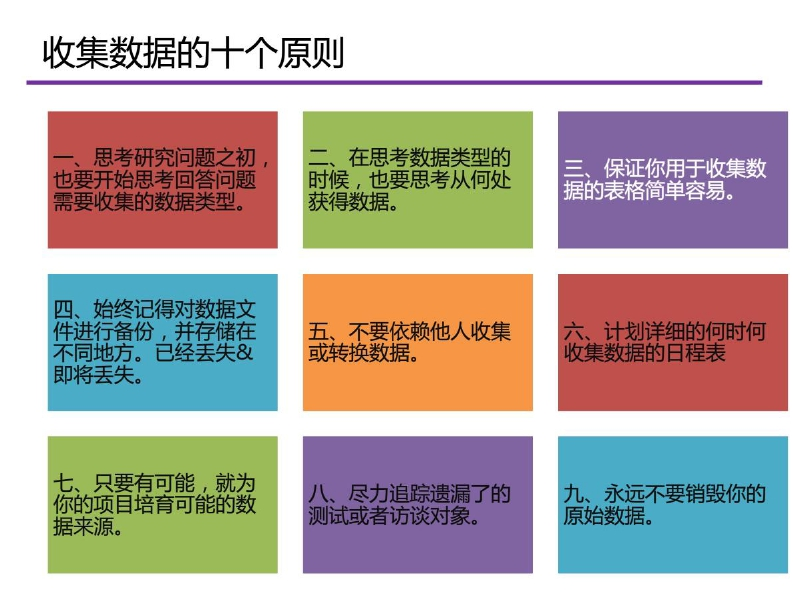 收集数据的十个原则
一、思考研究问题之初，
也要开始思考回答问题
需要收集的数据类型。
二、在思考数据类型的
时候，也要思考从何处
获得数据。
三、保证你用于收集数
据的表格简单容易。
四、始终记得对数据文
件进行备份，并存储在
不同地方。已经丢失&
即将丢失。
五、不要依赖他人收集
或转换数据。
六、计划详细的何时何
收集数据的日程表
七、只要有可能，就为
你的项目培育可能的数
据来源。
八、尽力追踪遗漏了的
测试或者访谈对象。
九、永远不要销毁你的
原始数据。